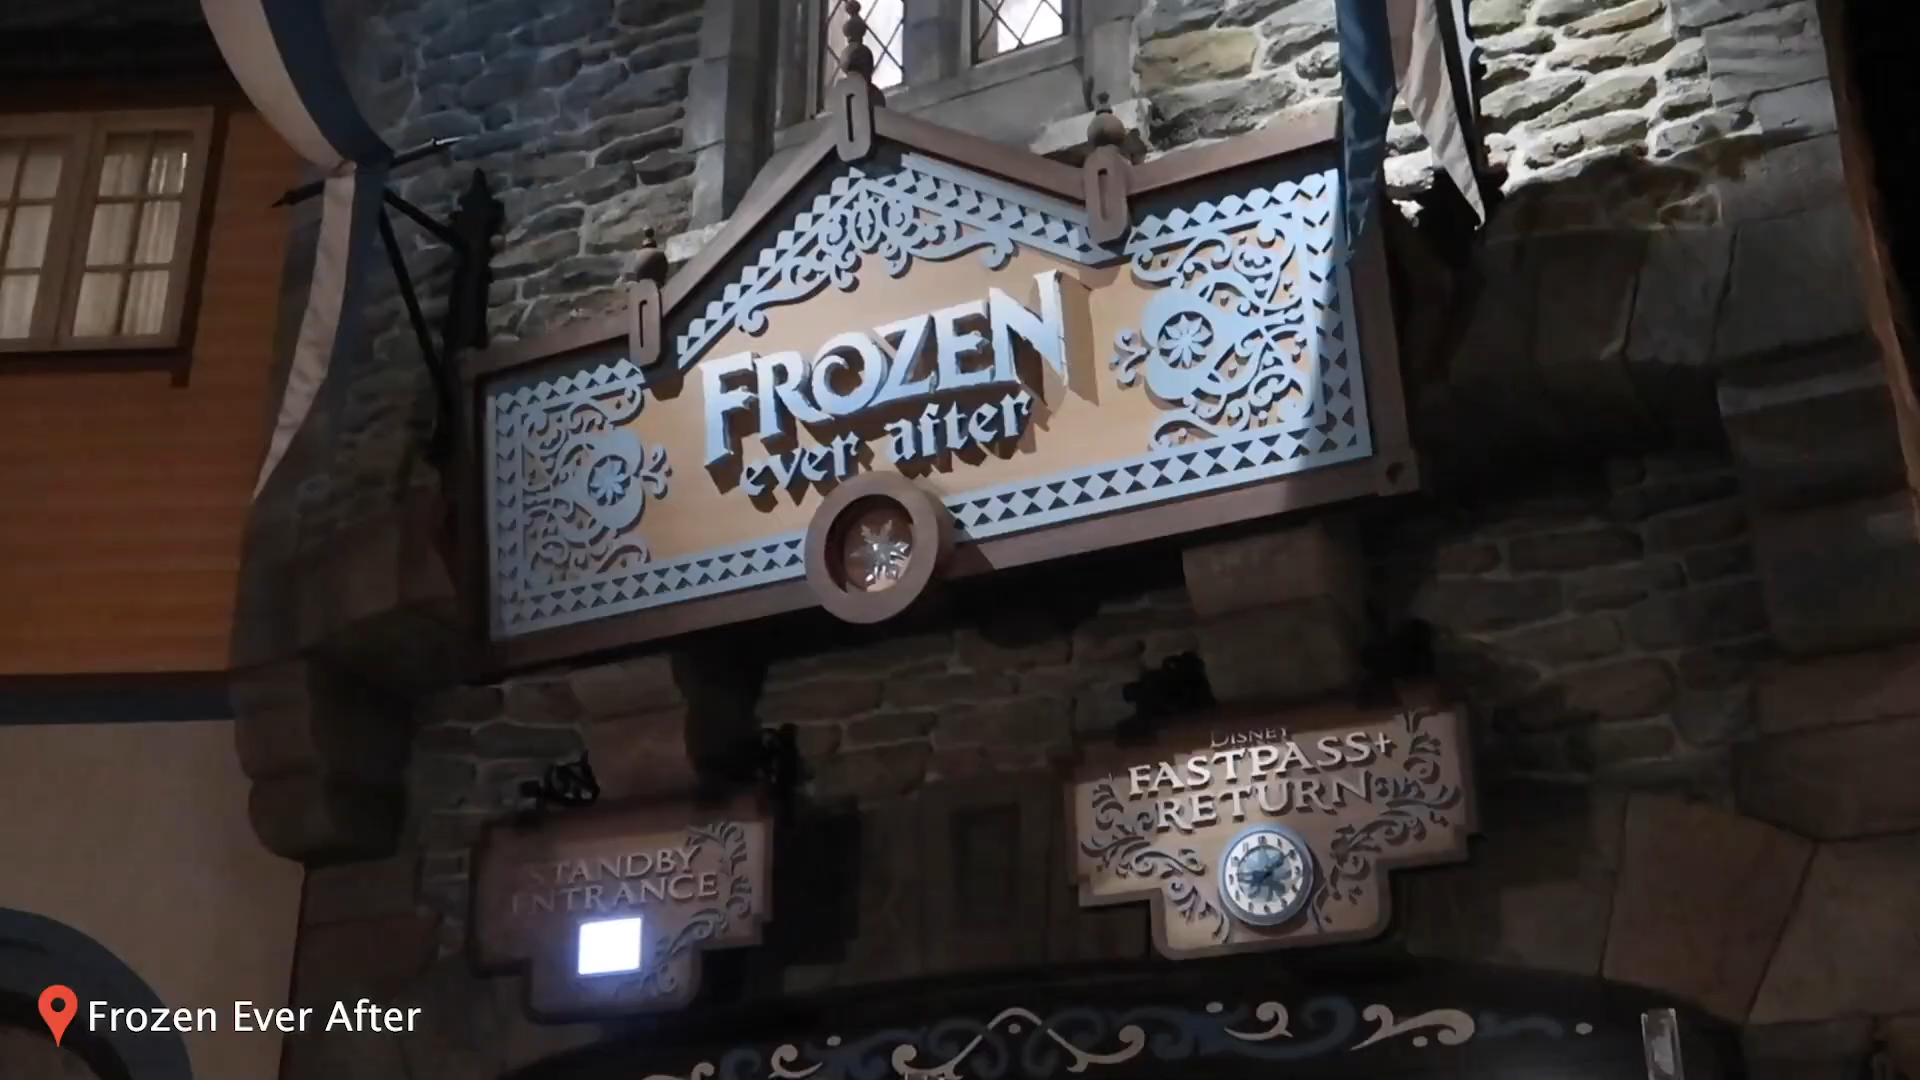 FROZEN
ever after
DISNEY
FASTPASS+
RETURN
STANDBY
ENTRANCE
Frozen Ever After